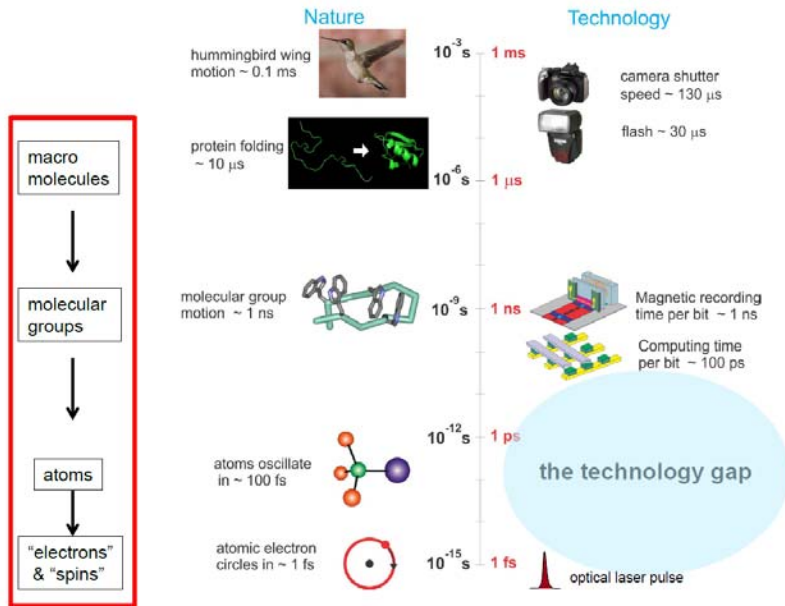 Nature
Technology
hummingbird wing
motion ~ 0.1 ms
10⁻³ s
1 ms
camera shutter
speed ~ 130 μs
flash ~ 30 μs
protein folding
~ 10 μs
10⁻⁶ s
1 μs
macro
molecules
molecular
groups
molecular group
motion ~ 1 ns
10⁻⁹ s
1 ns
Magnetic recording
time per bit ~ 1 ns
Computing time
per bit ~ 100 ps
10⁻¹² s
1 ps
atoms
atoms oscillate
in ~ 100 fs
the technology gap
"electrons"
& "spins"
atomic electron
circles in ~ 1 fs
10⁻¹⁵ s
1 fs
optical laser pulse